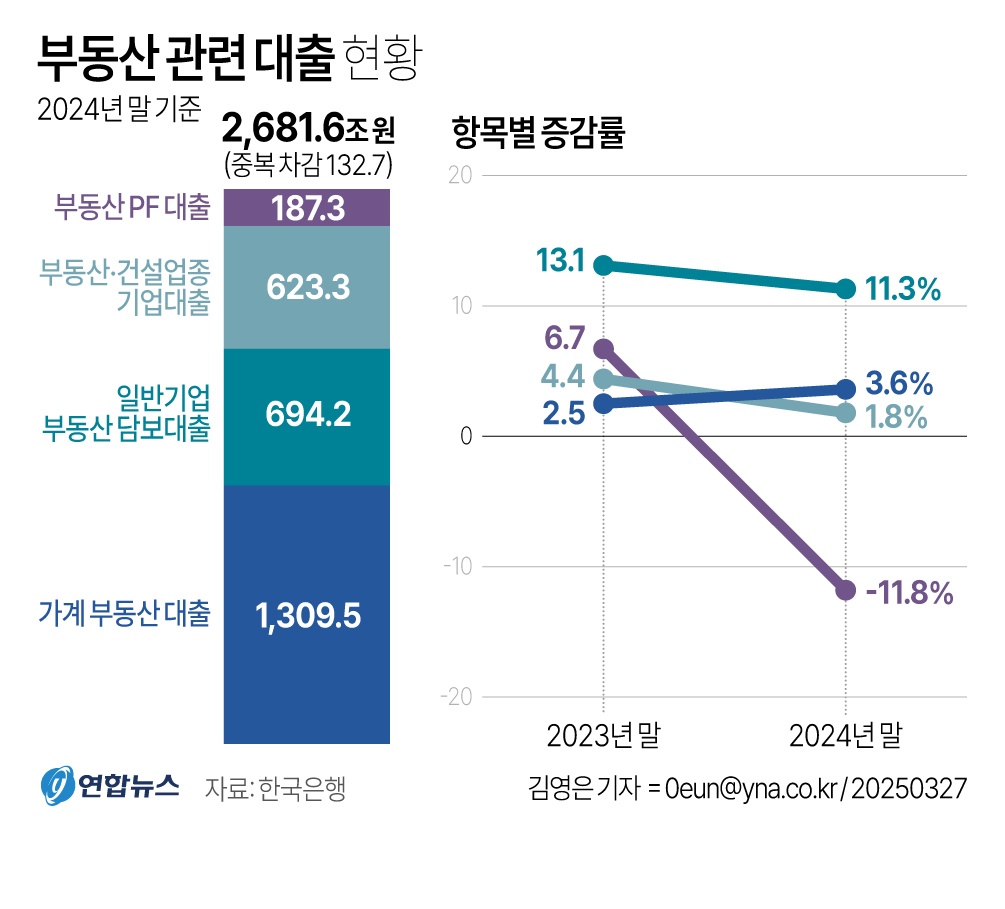 부동산 관련 대출 현황
2024년 말 기준
2,681.6조 원
(중복 차감 132.7)
부동산 PF 대출
187.3
부동산·건설업종
기업대출
623.3
일반기업
부동산 담보대출
694.2
가계 부동산 대출
1,309.5
항목별 증감률
20
10
0
-10
-20
13.1
11.3%
6.7
-11.8%
4.4
1.8%
2.5
3.6%
2023년 말
2024년 말
연합뉴스
자료: 한국은행
김영은 기자 = 0eun@yna.co.kr / 20250327